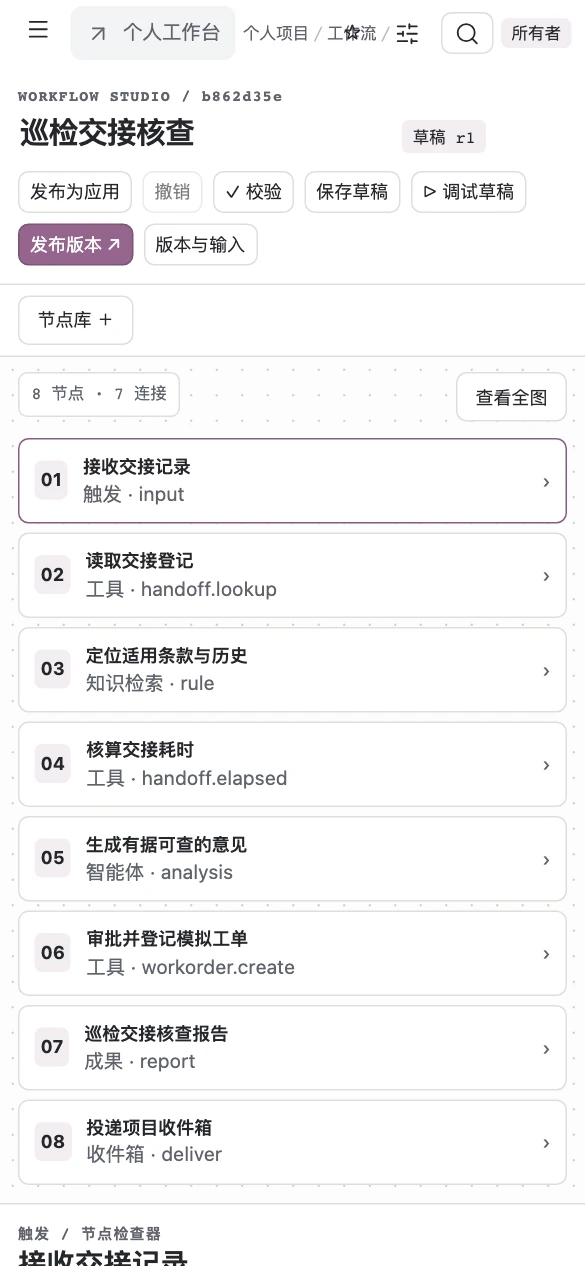 个人工作台 个人项目 / 工作流 / 所有者
WORKFLOW STUDIO / b862d35e
巡检交接核查
草稿 r1
发布为应用 撤销 ✓ 校验 保存草稿 ▷ 调试草稿
发布版本 ↗ 版本与输入
节点库 +
8 节点 · 7 连接 查看全图
01 接收交接记录
触发 · input
02 读取交接登记
工具 · handoff.lookup
03 定位适用条款与历史
知识检索 · rule
04 核算交接耗时
工具 · handoff.elapsed
05 生成有据可查的意见
智能体 · analysis
06 审批并登记模拟工单
工具 · workorder.create
07 巡检交接核查报告
成果 · report
08 投递项目收件箱
收件箱 · deliver
触发 / 节点检查器
接收交接记录